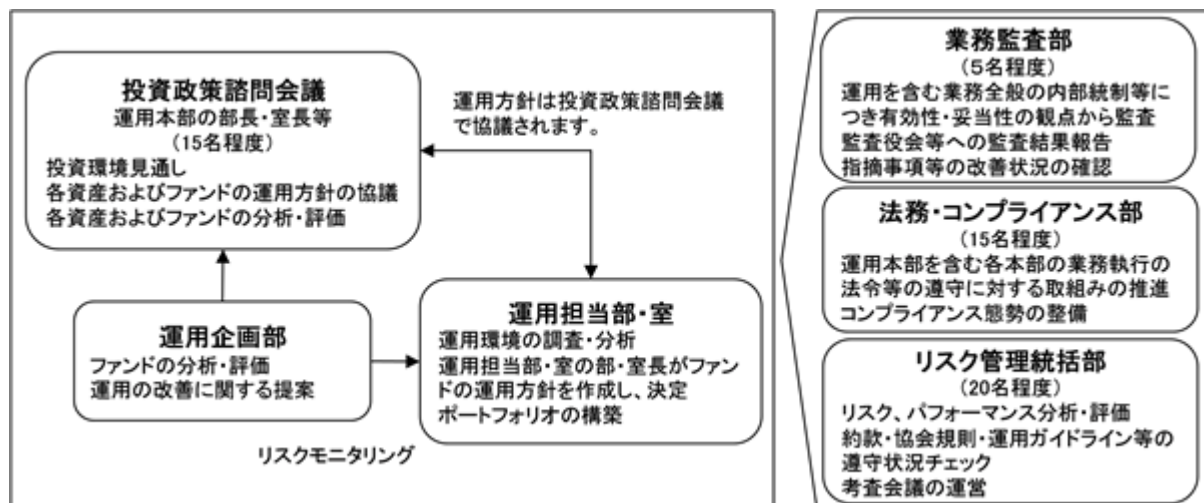 投資政策諮問会議
運用本部の部長・室長等
(15名程度)
投資環境見通し
各資産およびファンドの運用方針の協議
各資産およびファンドの分析・評価
運用方針は投資政策諮問会議
で協議されます。
運用企画部
ファンドの分析・評価
運用の改善に関する提案
運用担当部・室
運用環境の調査・分析
運用担当部・室の部・室長がファン
ドの運用方針を作成し、決定
ポートフォリオの構築
リスクモニタリング
業務監査部
(5名程度)
運用を含む業務全般の内部統制等に
つき有効性・妥当性の観点から監査
監査役会等への監査結果報告
指摘事項等の改善状況の確認
法務・コンプライアンス部
(15名程度)
運用本部を含む各本部の業務執行の
法令等の遵守に対する取組みの推進
コンプライアンス態勢の整備
リスク管理統括部
(20名程度)
リスク、パフォーマンス分析・評価
約款・協会規則・運用ガイドライン等の
遵守状況チェック
考査会議の運営